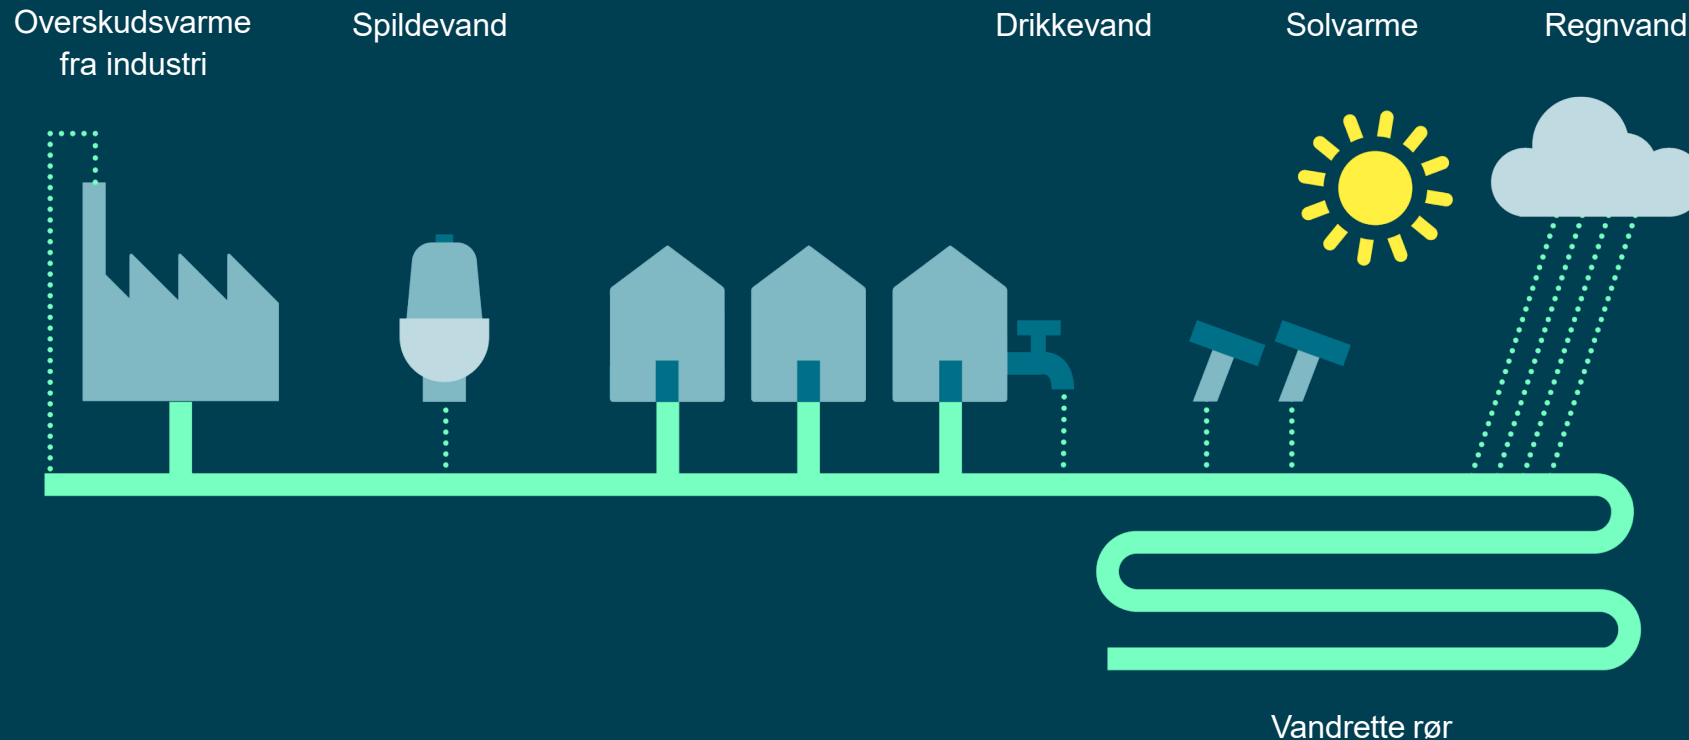 Overskudsvarme
fra industri
Spildevand
Drikkevand
Solvarme
Regnvand
Vandrette rør